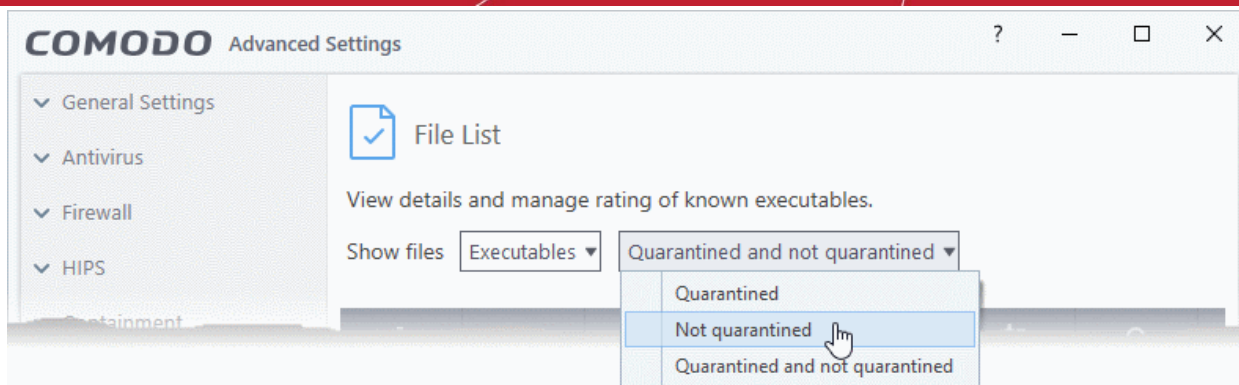 COMODO Advanced Settings ?
General Settings
Antivirus
Firewall
HIPS
Containment
File List
View details and manage rating of known executables.
Show files Executables Quarantined and not quarantined
Quarantined
Not quarantined
Quarantined and not quarantined